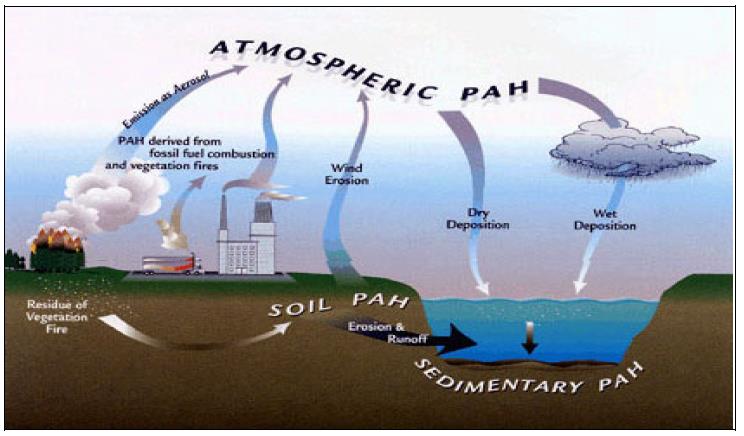 ATMOSPHERIC PAH
Emission as Aerosol
PAH derived from
fossil fuel combustion
and vegetation fires
Wind
Erosion
Dry
Deposition
Wet
Deposition
Residue of
Vegetation
Fire
SOIL PAH
Erosion &
Runoff
SEDIMENTARY PAH